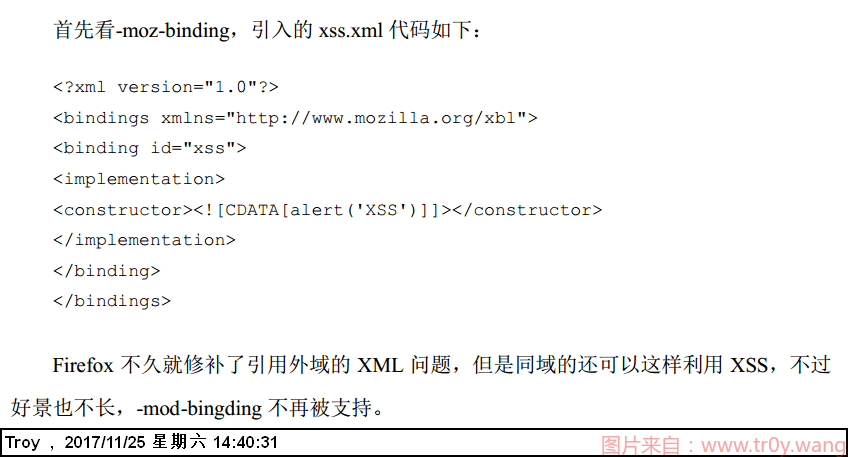 首先看-moz-binding，引入的 xss.xml 代码如下：
<?xml version="1.0"?>
<bindings xmlns="http://www.mozilla.org/xbl">
<binding id="xss">
<implementation>
<constructor><![CDATA[alert('XSS')]]></constructor>
</implementation>
</binding>
</bindings>
Firefox 不久就修补了引用外域的 XML 问题，但是同域的还可以这样利用 XSS，不过
好景也不长，-mod-bingding 不再被支持。
Troy , 2017/11/25 星期六 14:40:31
图片来自：www.tr0y.wang